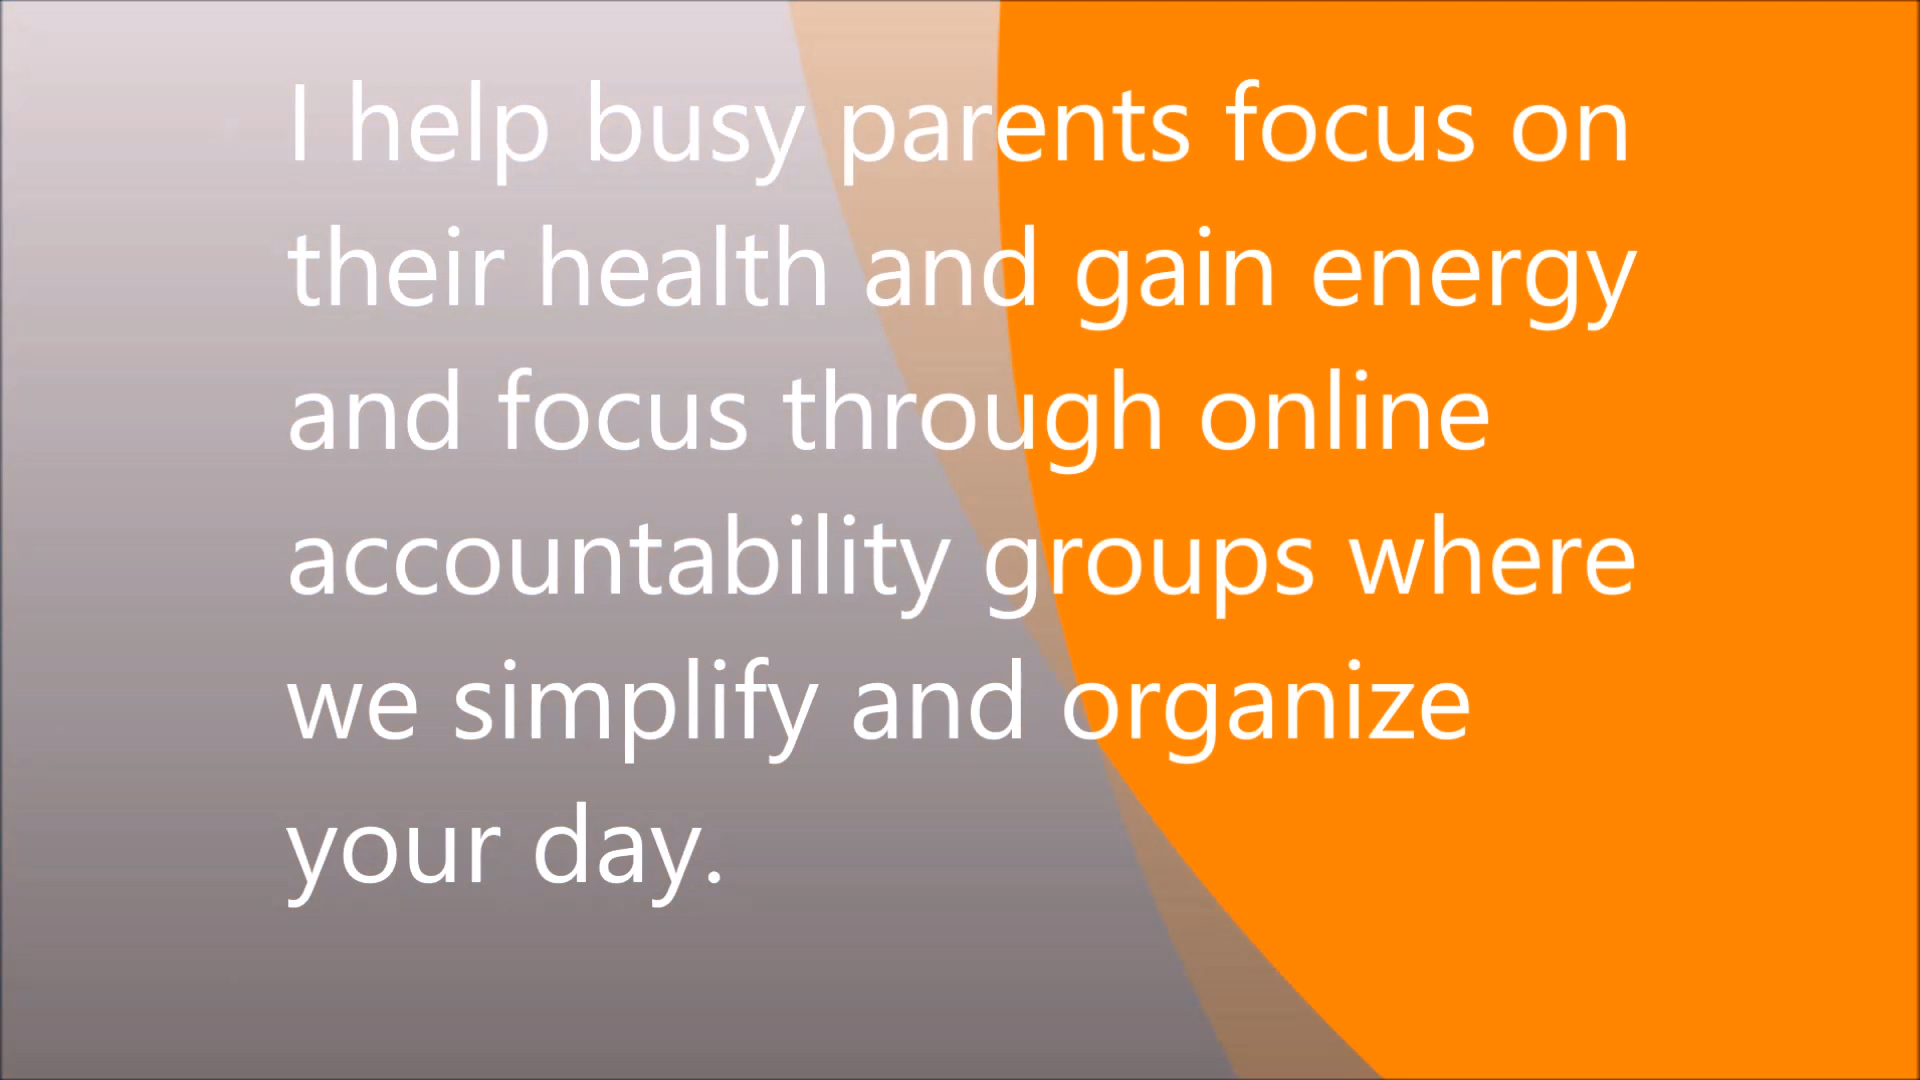 I help busy parents focus on
their health and gain energy
and focus through online
accountability groups where
we simplify and organize
your day.